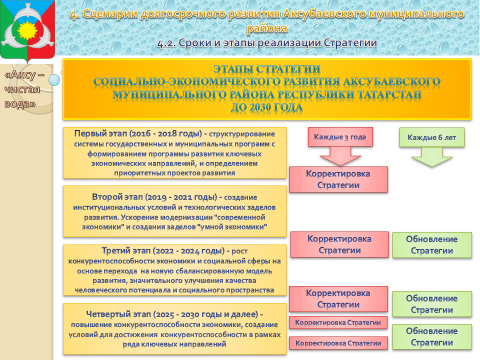 4. Сценарии долгосрочного развития Аксубаевского муниципального
района
4.2. Сроки и этапы реализации Стратегии
«Аксу –
чистая
вода»
ЭТАПЫ СТРАТЕГИИ
СОЦИАЛЬНО-ЭКОНОМИЧЕСКОГО РАЗВИТИЯ АКСУБАЕВСКОГО
МУНИЦИПАЛЬНОГО РАЙОНА РЕСПУБЛИКИ ТАТАРСТАН
ДО 2030 ГОДА
Первый этап (2016 - 2018 годы) - структурирование
системы государственных и муниципальных программ с
формированием программы развития ключевых
экономических направлений, и определением
приоритетных проектов развития
Каждые 3 года
Каждые 6 лет
Корректировка
Стратегии
Второй этап (2019 - 2021 годы) - создание
институциональных условий и технологических заделов
развития. Ускорение модернизации "современной
экономики" и создания заделов "умной экономики"
Корректировка
Стратегии
Обновление
Стратегии
Третий этап (2022 - 2024 годы) - рост
конкурентоспособности экономики и социальной сферы на
основе перехода на новую сбалансированную модель
развития, значительного улучшения качества
человеческого потенциала и социального пространства
Корректировка
Стратегии
Обновление
Стратегии
Четвертый этап (2025 - 2030 годы и далее) -
повышение конкурентоспособности экономики, создание
условий для достижения конкурентоспособности в рамках
ряда ключевых направлений
Корректировка Стратегии
Корректировка Стратегии
Обновление
Стратегии